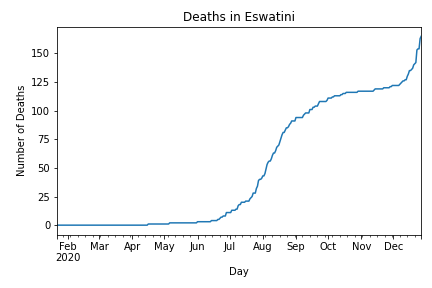 Deaths in Eswatini
Number of Deaths
150
125
100
75
50
25
0
Feb Mar Apr May Jun Jul Aug Sep Oct Nov Dec
2020
Day